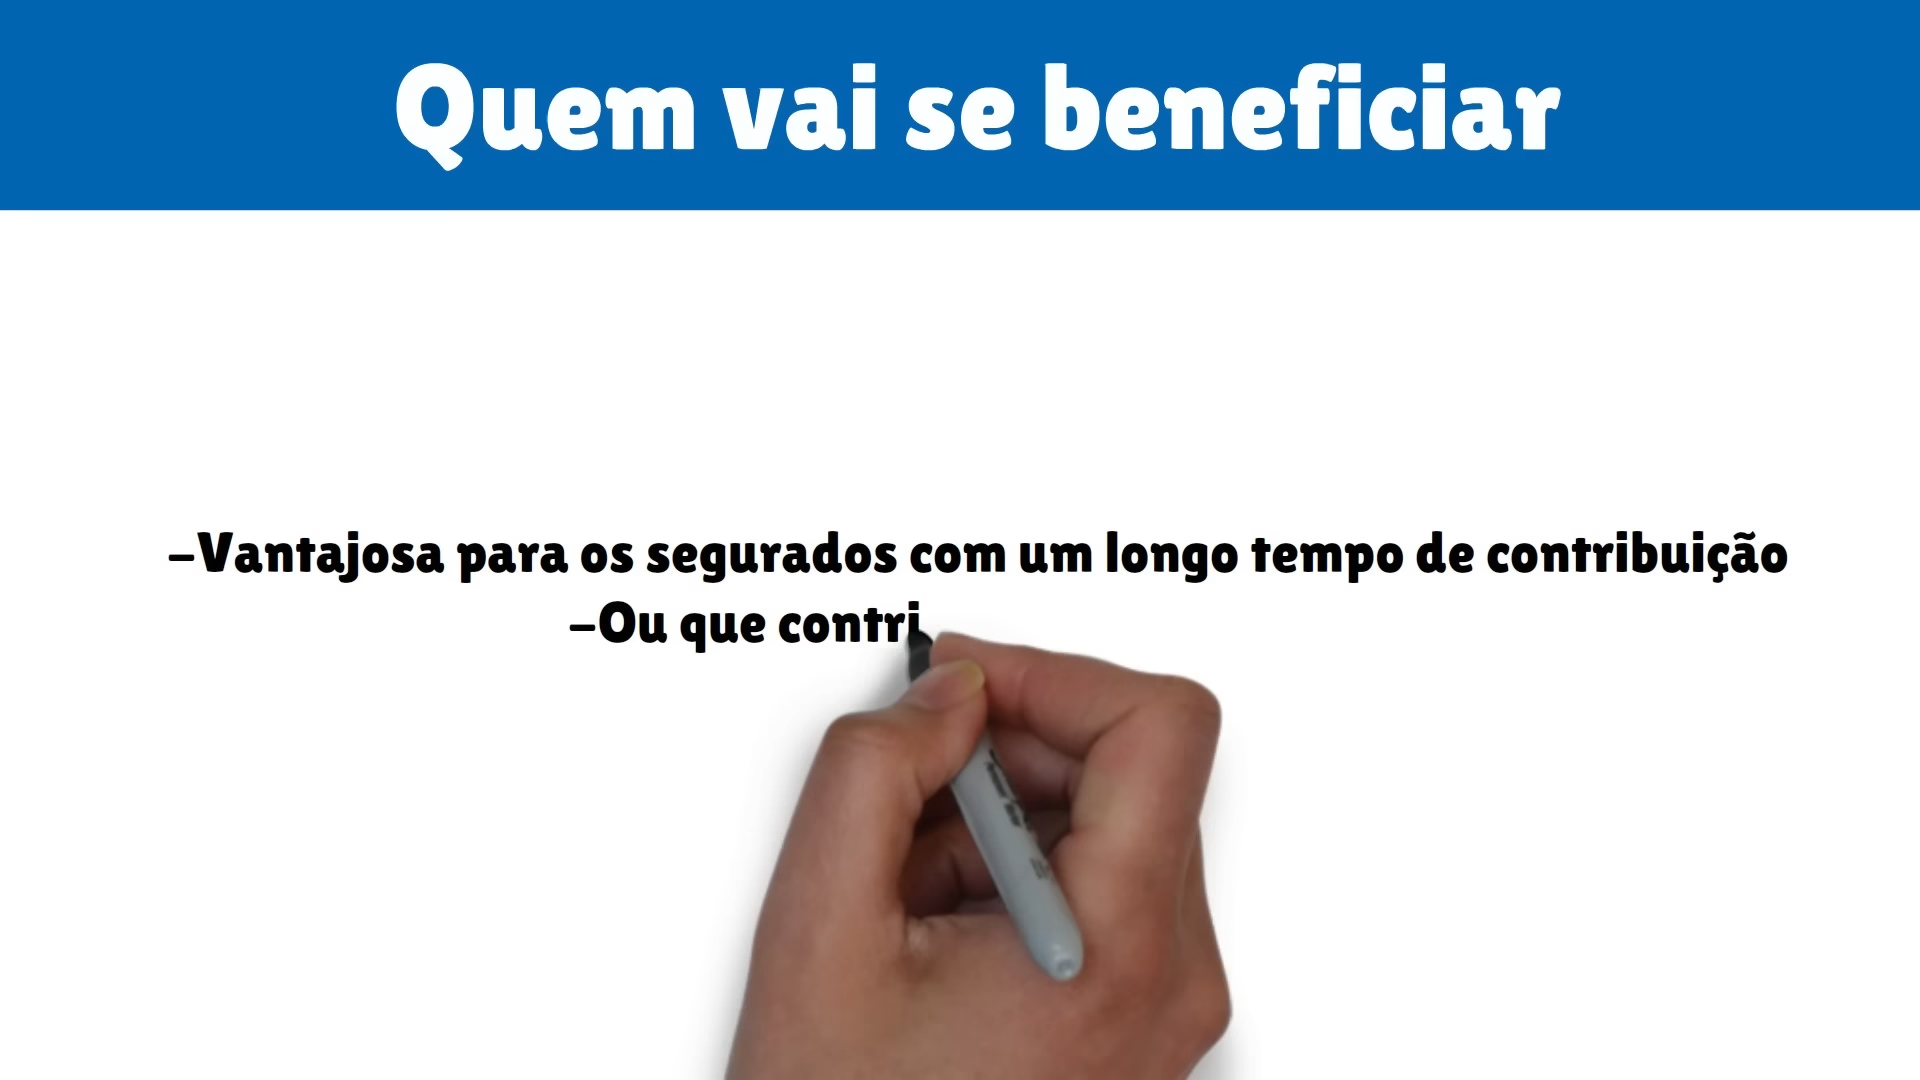 Quem vai se beneficiar
-Vantajosa para os segurados com um longo tempo de contribuição
-Ou que contri